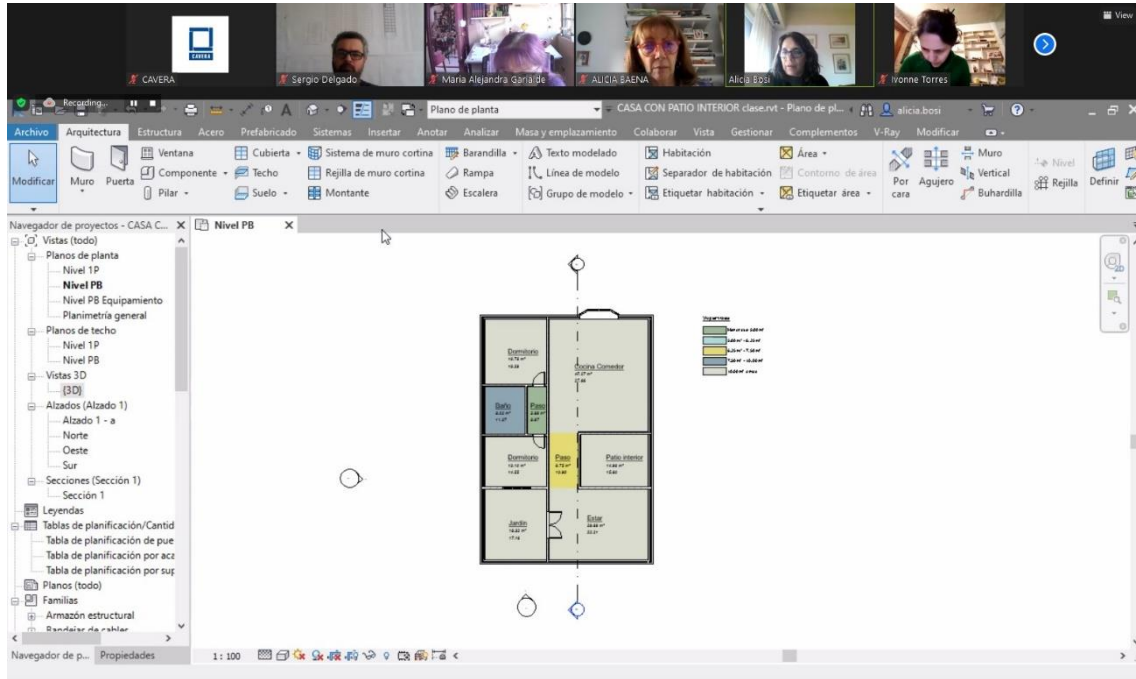 View
CAVERA
CAVERA
Sergio Delgado
Maria Alejandra Garia de
ALICIA BAENA
Alicia Bosi
Ivonne Torres
Recording...
Plano de planta
CASA CON PATIO INTERIOR clase.rvt - Plano de pl...
alicia.bosi
Archivo Arquitectura Estructura Acero Prefabricado Sistemas Insertar Anotar Analizar Masa y emplazamiento Colaborar Vista Gestionar Complementos V-Ray Modificar
Modificar
Muro
Puerta
Ventana
Componente
Pilar
Cubierta
Techo
Suelo
Sistema de muro cortina
Rejilla de muro cortina
Montante
Barandilla
Rampa
Escalera
Texto modelado
Línea de modelo
Grupo de modelo
Habitación
Separador de habitación
Etiquetar habitación
Área
Contorno de área
Etiquetar área
Por cara
Agujero
Muro
Vertical
Buhardilla
Nivel
Rejilla
Definir
Navegador de proyectos - CASA C...
Nivel PB
Vistas (todo)
Planos de planta
Nivel 1P
Nivel PB
Nivel PB Equipamiento
Planimetría general
Planos de techo
Nivel 1P
Nivel PB
Vistas 3D
{3D}
Alzados (Alzado 1)
Alzado 1 - a
Norte
Oeste
Sur
Secciones (Sección 1)
Sección 1
Leyendas
Tablas de planificación/Cantid
Tabla de planificación de pue
Tabla de planificación por aca
Tabla de planificación por sup
Planos (todo)
Familias
Armazón estructural
Bandejas de cables
Dormitorio
Cocina Comedor
Baño
Paso
Dormitorio
Paso
Patio interior
Jardín
Estar
Navegador de p... Propiedades
1 : 100